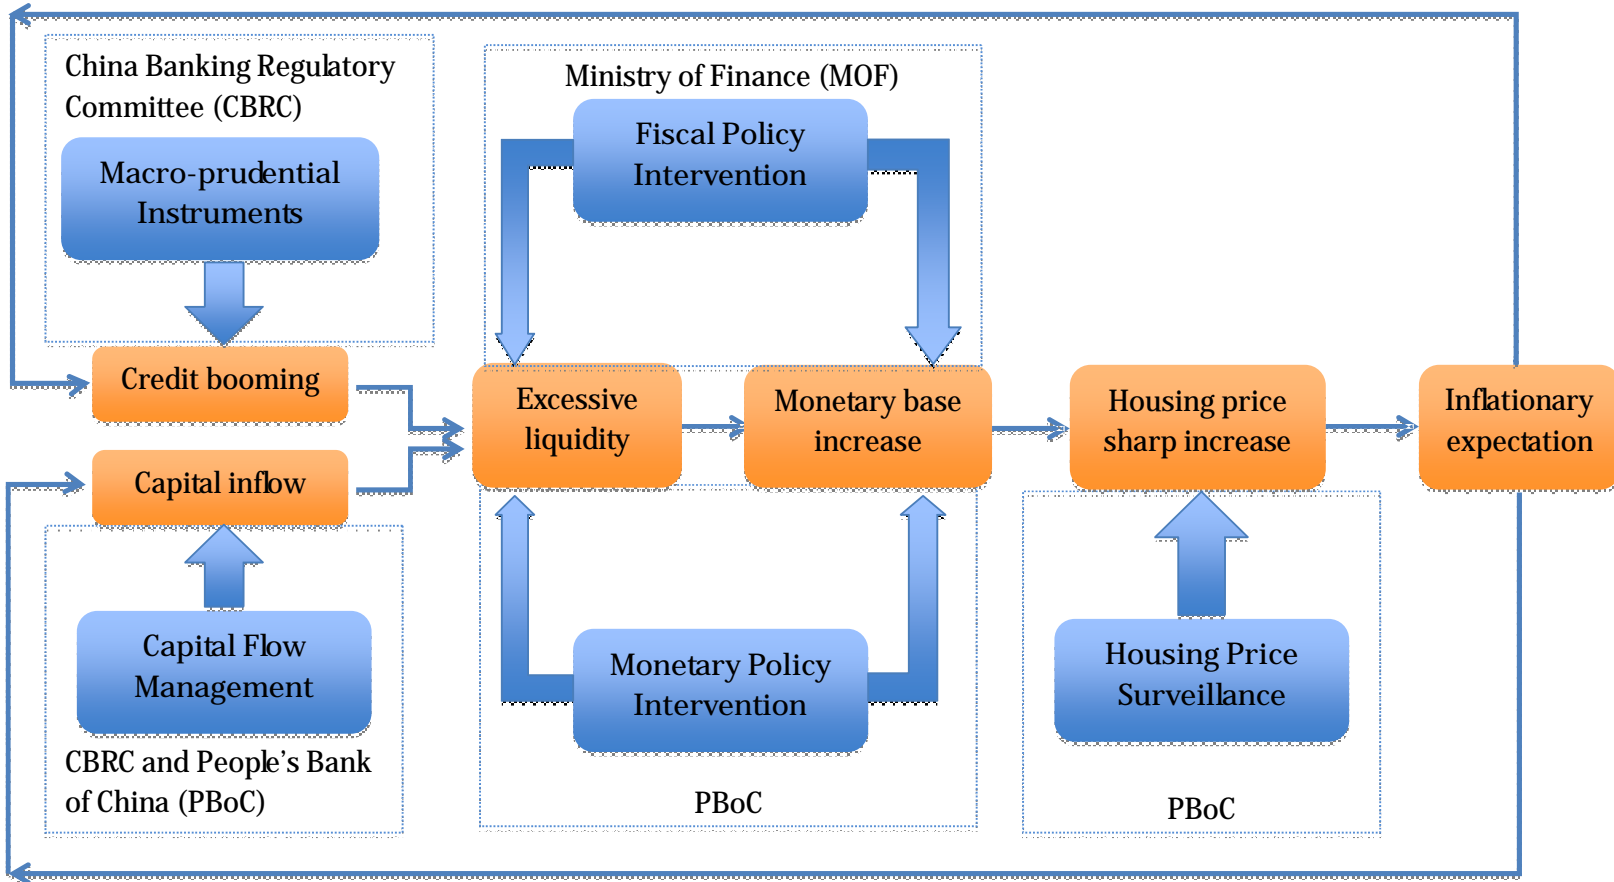 China Banking Regulatory
Committee (CBRC)
Macro-prudential
Instruments
Ministry of Finance (MOF)
Fiscal Policy
Intervention
Credit booming
Capital inflow
Excessive
liquidity
Monetary base
increase
Housing price
sharp increase
Inflationary
expectation
Capital Flow
Management
CBRC and People's Bank
of China (PBoC)
Monetary Policy
Intervention
PBoC
Housing Price
Surveillance
PBoC